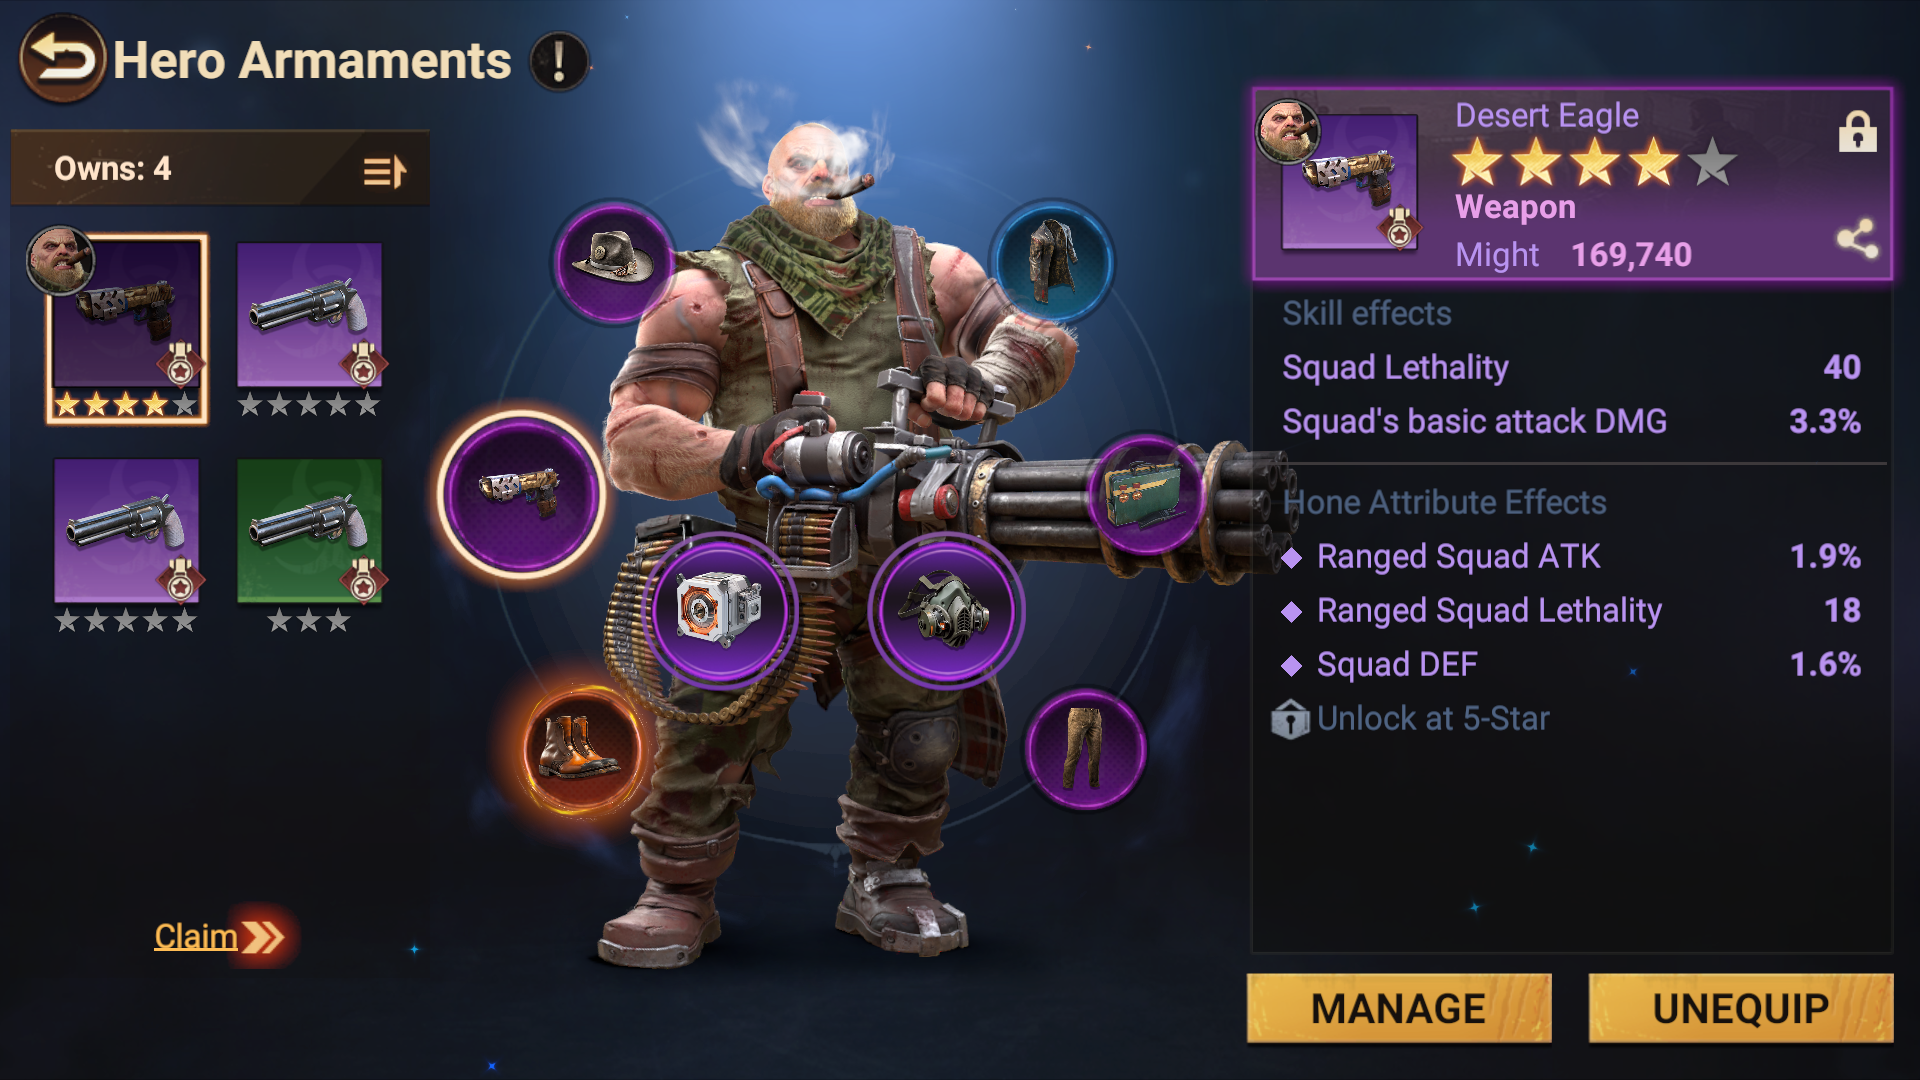 Hero Armaments
Owns: 4
Claim
Desert Eagle
Weapon
Might 169,740
Skill effects
Squad Lethality 40
Squad's basic attack DMG 3.3%
Hone Attribute Effects
Ranged Squad ATK 1.9%
Ranged Squad Lethality 18
Squad DEF 1.6%
Unlock at 5-Star
MANAGE
UNEQUIP